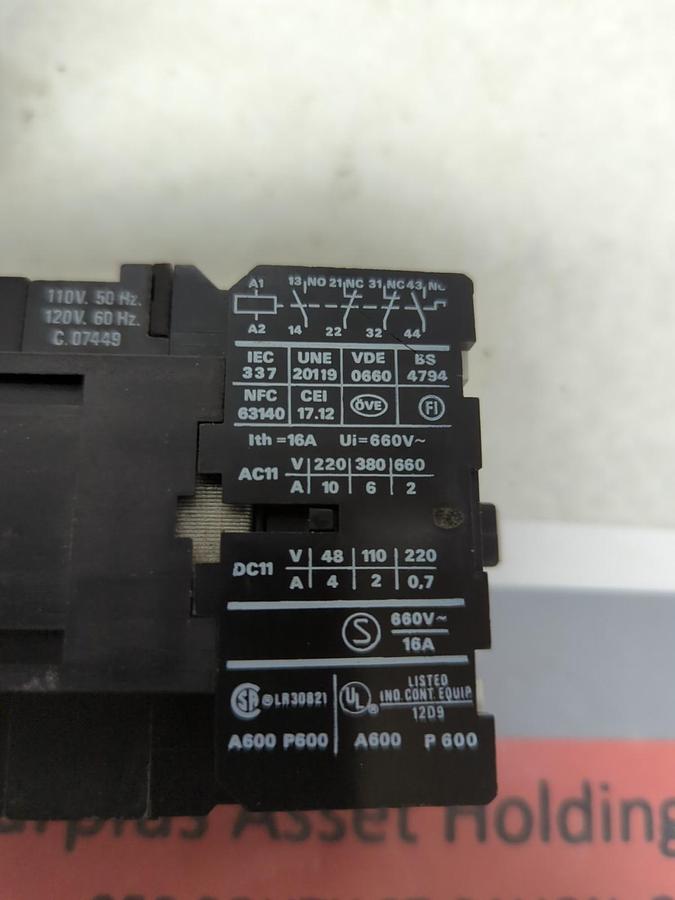 110V. 50 Hz.
120V. 60 Hz.
C. 07449
A1 13 NO 21 NC 31 NC 43
A2 14 22 32 44
IEC 337 UNE 20119 VDE 0660 BS 4794
NFC 63140 CEI 17.12 ÖVE FI
Ith=16A Ui=660V~
AC11 V 220 380 660
A 10 6 2
DC11 V 48 110 220
A 4 2 0,7
S 660V~
16A
SA ® LR30821 UL LISTED
IND. CONT. EQUIP.
12D9
A600 P600 A600 P 600
Asset Holding